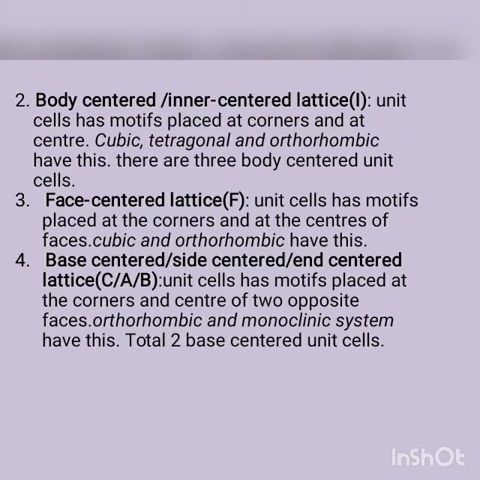 2. Body centered /inner-centered lattice(I): unit
cells has motifs placed at corners and at
centre. Cubic, tetragonal and orthorhombic
have this. there are three body centered unit
cells.
3. Face-centered lattice(F): unit cells has motifs
placed at the corners and at the centres of
faces.cubic and orthorhombic have this.
4. Base centered/side centered/end centered
lattice(C/A/B):unit cells has motifs placed at
the corners and centre of two opposite
faces.orthorhombic and monoclinic system
have this. Total 2 base centered unit cells.
InShOt